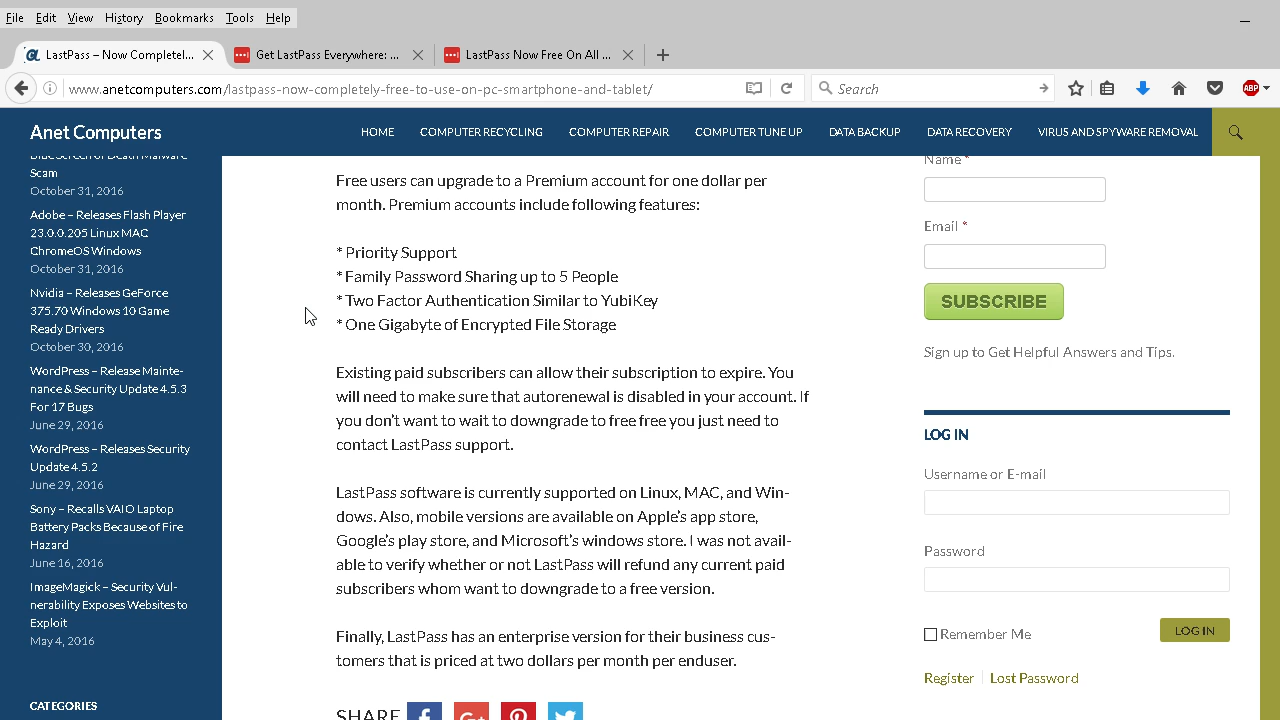 File Edit View History Bookmarks Tools Help
LastPass – Now Completel...
Get LastPass Everywhere: ...
LastPass Now Free On All ...
www.anetcomputers.com/lastpass-now-completely-free-to-use-on-pc-smartphone-and-tablet/
Search
ABP
Anet Computers
HOME COMPUTER RECYCLING COMPUTER REPAIR COMPUTER TUNE UP DATA BACKUP DATA RECOVERY VIRUS AND SPYWARE REMOVAL
Blue Screen of Death Malware
Scam
October 31, 2016
Adobe – Releases Flash Player
23.0.0.205 Linux MAC
ChromeOS Windows
October 31, 2016
Nvidia – Releases GeForce
375.70 Windows 10 Game
Ready Drivers
October 30, 2016
WordPress – Release Mainte-
nance & Security Update 4.5.3
For 17 Bugs
June 29, 2016
WordPress – Releases Security
Update 4.5.2
June 29, 2016
Sony – Recalls VAIO Laptop
Battery Packs Because of Fire
Hazard
June 16, 2016
ImageMagick – Security Vul-
nerability Exposes Websites to
Exploit
May 4, 2016
CATEGORIES
Free users can upgrade to a Premium account for one dollar per
month. Premium accounts include following features:
* Priority Support
* Family Password Sharing up to 5 People
* Two Factor Authentication Similar to YubiKey
* One Gigabyte of Encrypted File Storage
Existing paid subscribers can allow their subscription to expire. You
will need to make sure that autorenewal is disabled in your account. If
you don't want to wait to downgrade to free free you just need to
contact LastPass support.
LastPass software is currently supported on Linux, MAC, and Win-
dows. Also, mobile versions are available on Apple's app store,
Google's play store, and Microsoft's windows store. I was not avail-
able to verify whether or not LastPass will refund any current paid
subscribers whom want to downgrade to a free version.
Finally, LastPass has an enterprise version for their business cus-
tomers that is priced at two dollars per month per enduser.
SHARE
Name *
Email *
SUBSCRIBE
Sign up to Get Helpful Answers and Tips.
LOG IN
Username or E-mail
Password
Remember Me
LOG IN
Register
Lost Password